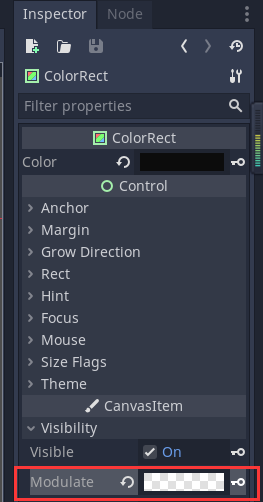 Inspector Node
ColorRect
Filter properties
ColorRect
Color
Control
Anchor
Margin
Grow Direction
Rect
Hint
Focus
Mouse
Size Flags
Theme
CanvasItem
Visibility
Visible On
Modulate